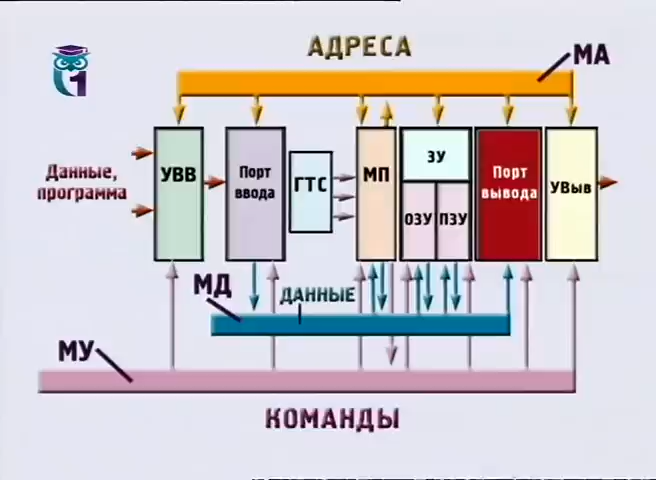 АДРЕСА
МА
1
Данные,
программа
УВВ
Порт
ввода
ГТС
МП
ЗУ
ОЗУ
ПЗУ
Порт
вывода
УВыв
МД
ДАННЫЕ
МУ
КОМАНДЫ